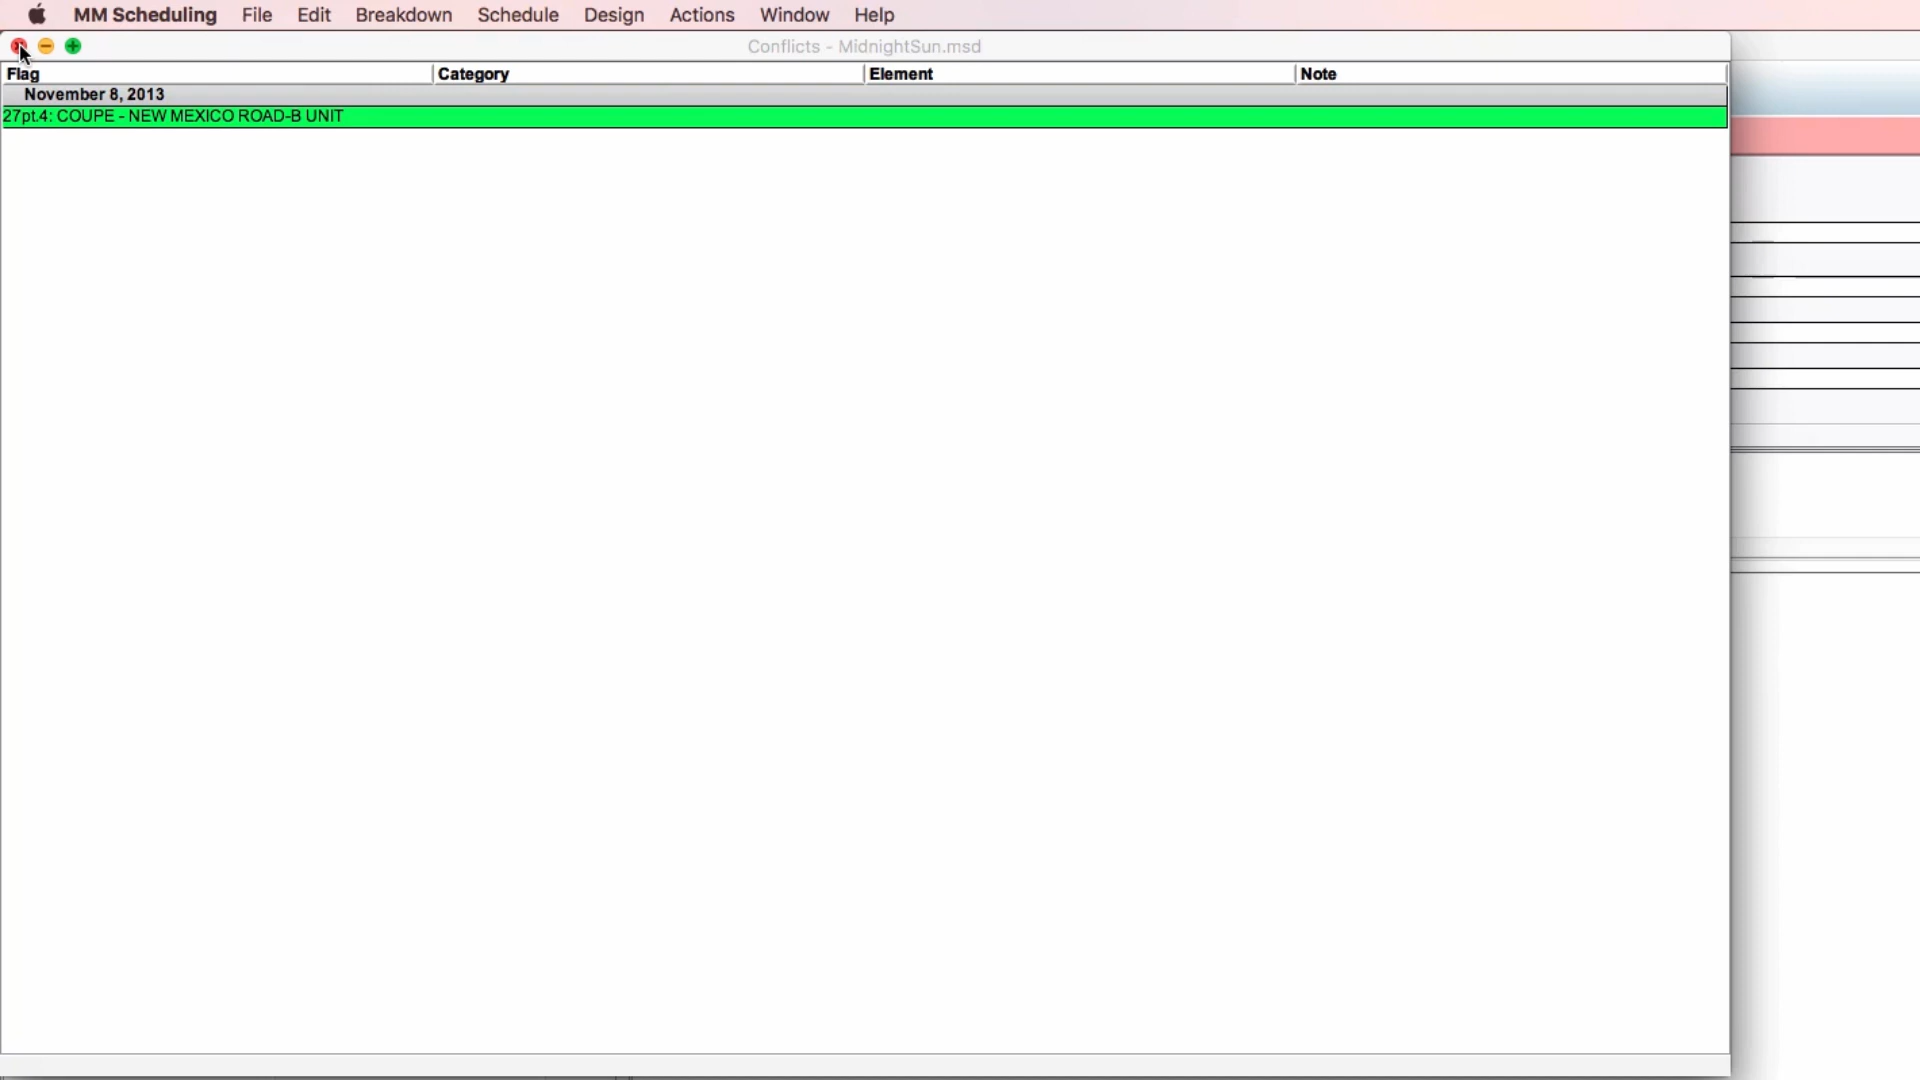 MM Scheduling File Edit Breakdown Schedule Design Actions Window Help
Conflicts - MidnightSun.msd
Flag Category Element Note
November 8, 2013
27pt.4: COUPE - NEW MEXICO ROAD-B UNIT